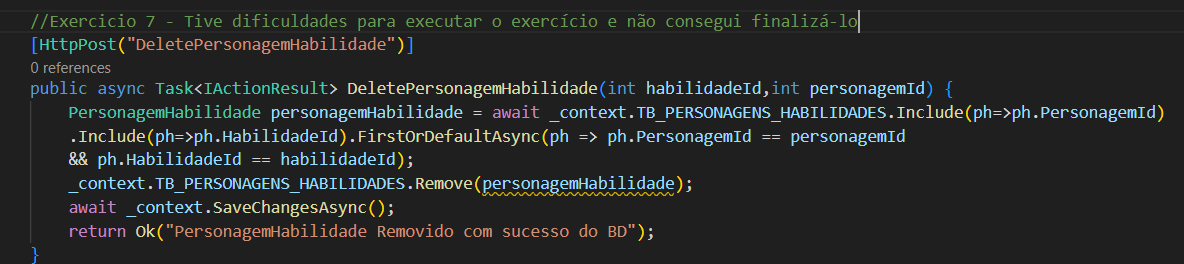 //Exercicio 7 - Tive dificuldades para executar o exercício e não consegui finalizá-lo
[HttpPost("DeletePersonagemHabilidade")]
0 references
public async Task<IActionResult> DeletePersonagemHabilidade(int habilidadeId,int personagemId) {
PersonagemHabilidade personagemHabilidade = await _context.TB_PERSONAGENS_HABILIDADES.Include(ph=>ph.PersonagemId)
.Include(ph=>ph.HabilidadeId).FirstOrDefaultAsync(ph => ph.PersonagemId == personagemId
&& ph.HabilidadeId == habilidadeId);
_context.TB_PERSONAGENS_HABILIDADES.Remove(personagemHabilidade);
await _context.SaveChangesAsync();
return Ok("PersonagemHabilidade Removido com sucesso do BD");
}